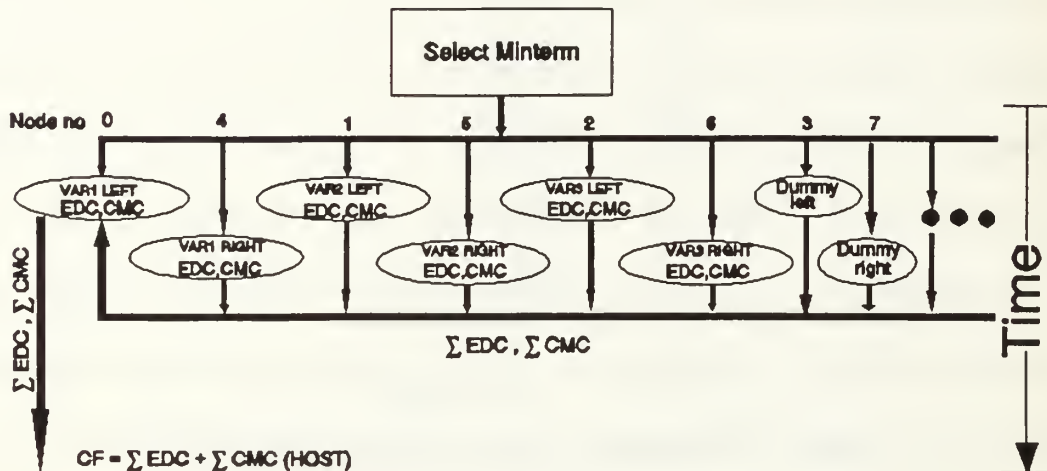 Select Minterm
Node no 0 4 1 5 2 6 3 7
VAR1 LEFT
EDC,CMC
VAR2 LEFT
EDC,CMC
VAR3 LEFT
EDC,CMC
Dummy
left
VAR1 RIGHT
EDC,CMC
VAR2 RIGHT
EDC,CMC
VAR3 RIGHT
EDC,CMC
Dummy
right
∑ EDC , ∑ CMC
∑ EDC , ∑ CMC
Time
CF = ∑ EDC + ∑ CMC (HOST)